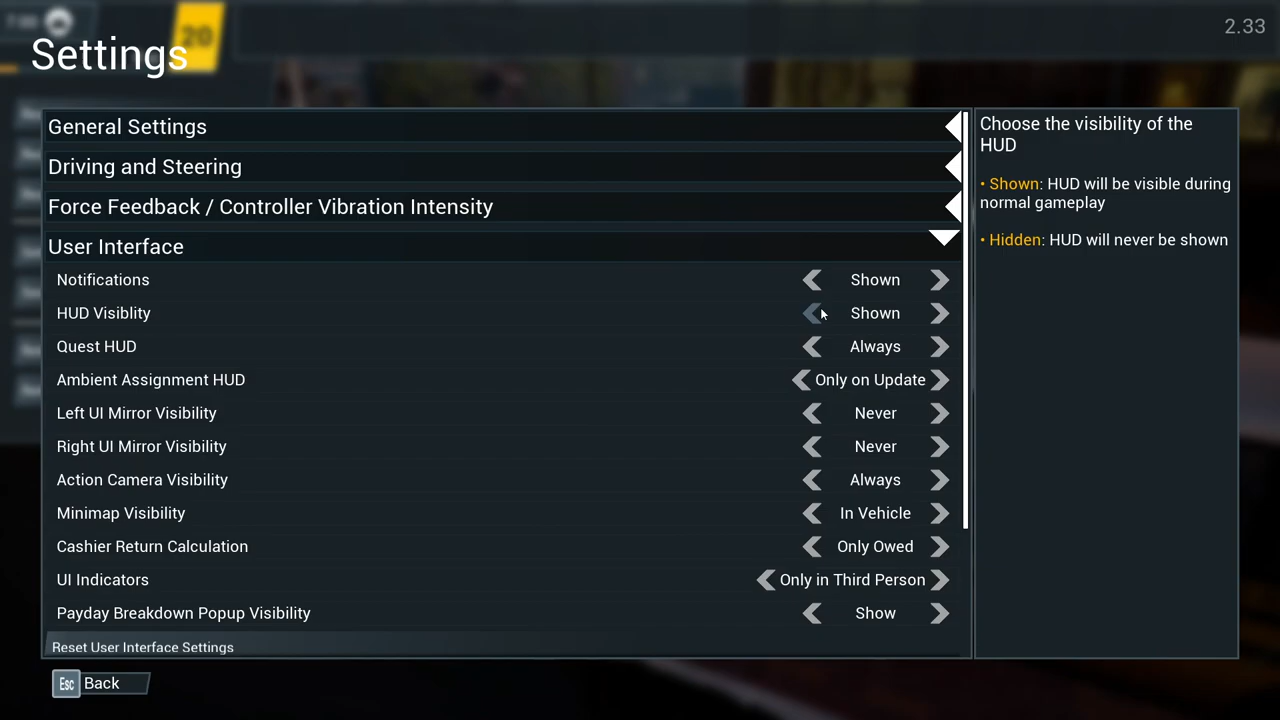 20
Settings
2.33
General Settings
Driving and Steering
Force Feedback / Controller Vibration Intensity
User Interface
Notifications Shown
HUD Visiblity Shown
Quest HUD Always
Ambient Assignment HUD Only on Update
Left UI Mirror Visibility Never
Right UI Mirror Visibility Never
Action Camera Visibility Always
Minimap Visibility In Vehicle
Cashier Return Calculation Only Owed
UI Indicators Only in Third Person
Payday Breakdown Popup Visibility Show
Reset User Interface Settings
Choose the visibility of the
HUD
• Shown: HUD will be visible during
normal gameplay
• Hidden: HUD will never be shown
Esc Back